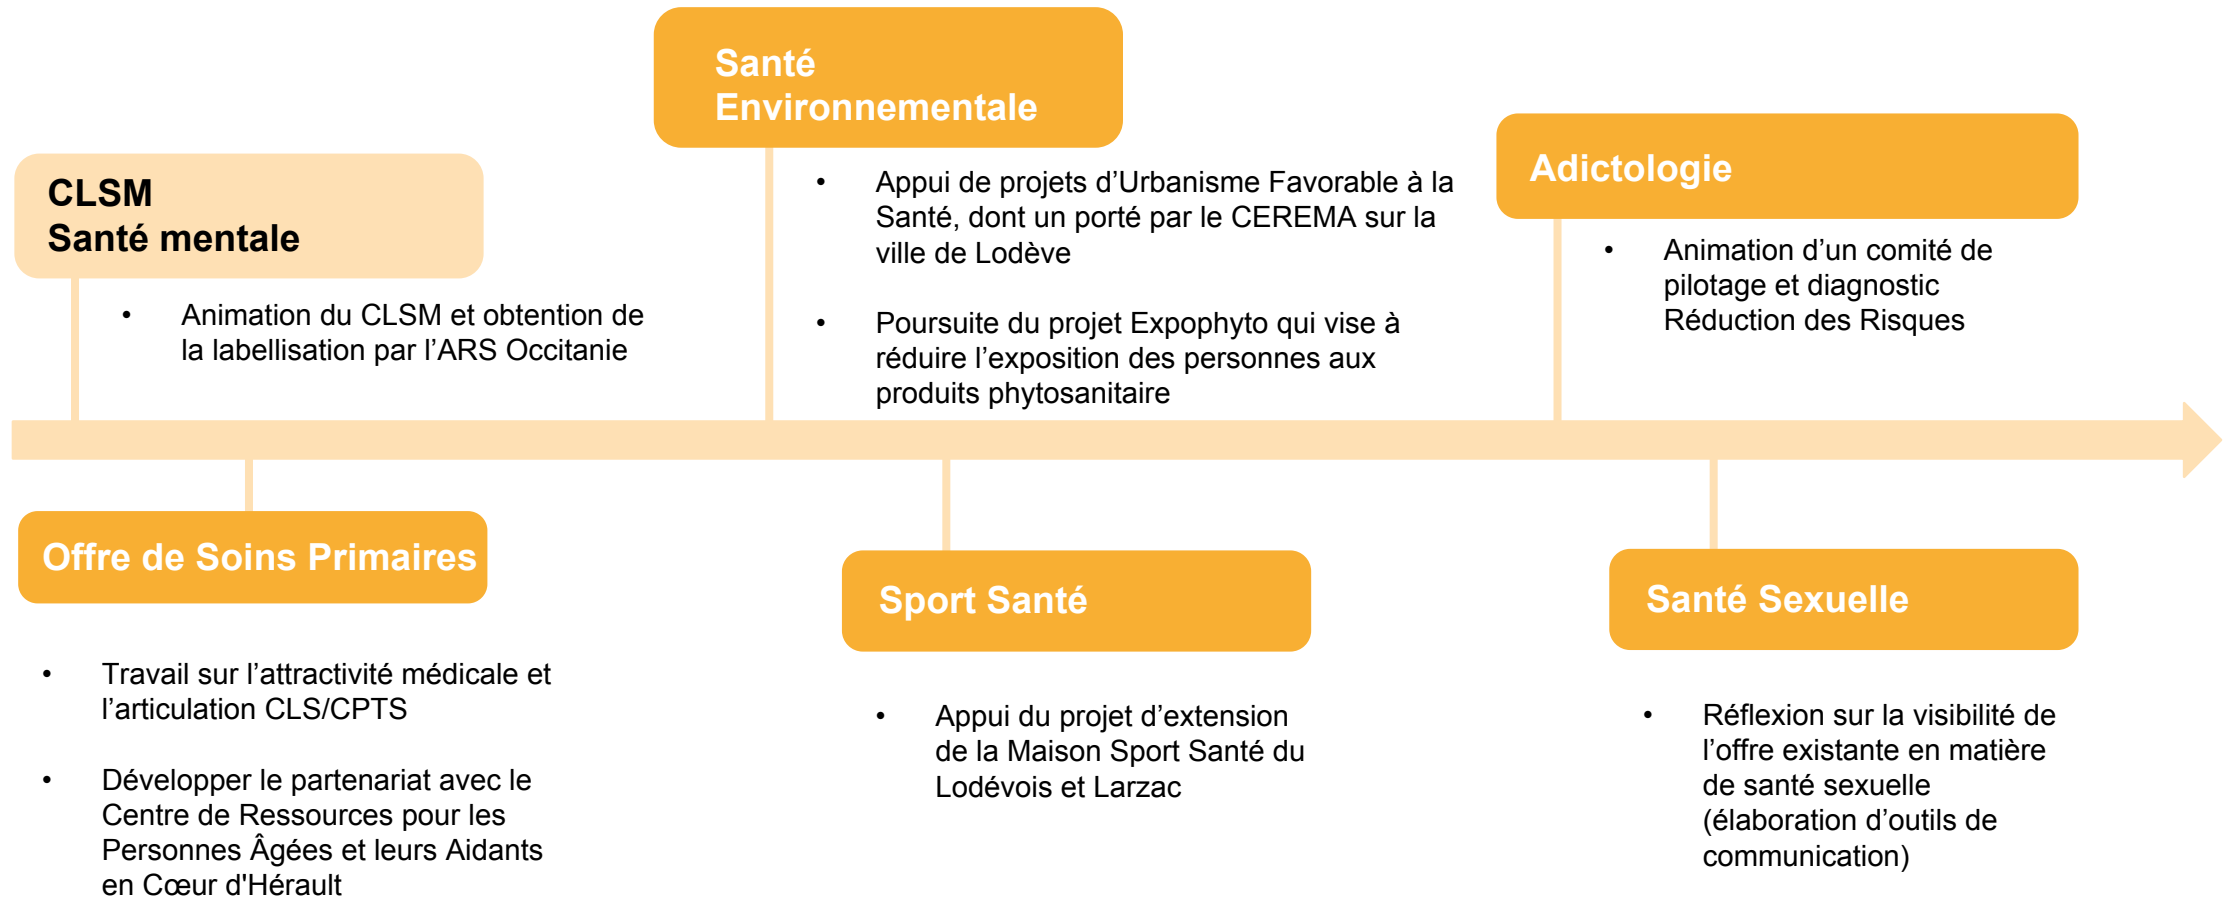 CLSM
Santé mentale
• Animation du CLSM et obtention de
la labellisation par l’ARS Occitanie
Offre de Soins Primaires
• Travail sur l’attractivité médicale et
l’articulation CLS/CPTS
• Développer le partenariat avec le
Centre de Ressources pour les
Personnes Âgées et leurs Aidants
en Cœur d'Hérault
Santé
Environnementale
• Appui de projets d’Urbanisme Favorable à la
Santé, dont un porté par le CEREMA sur la
ville de Lodève
• Poursuite du projet Expophyto qui vise à
réduire l’exposition des personnes aux
produits phytosanitaire
Sport Santé
• Appui du projet d’extension
de la Maison Sport Santé du
Lodévois et Larzac
Adictologie
• Animation d’un comité de
pilotage et diagnostic
Réduction des Risques
Santé Sexuelle
• Réflexion sur la visibilité de
l’offre existante en matière
de santé sexuelle
(élaboration d’outils de
communication)